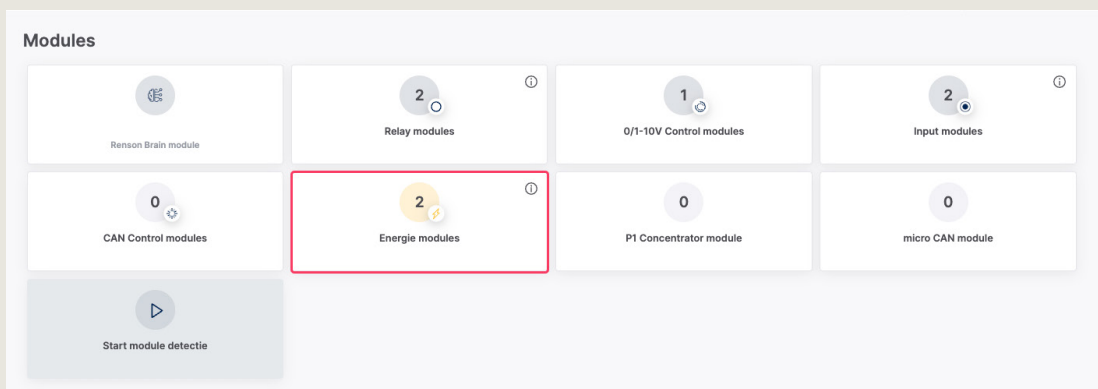 Modules
Renson Brain module
2
Relay modules
1
0/1-10V Control modules
2
Input modules
0
CAN Control modules
2
Energie modules
0
P1 Concentrator module
0
micro CAN module
Start module detectie